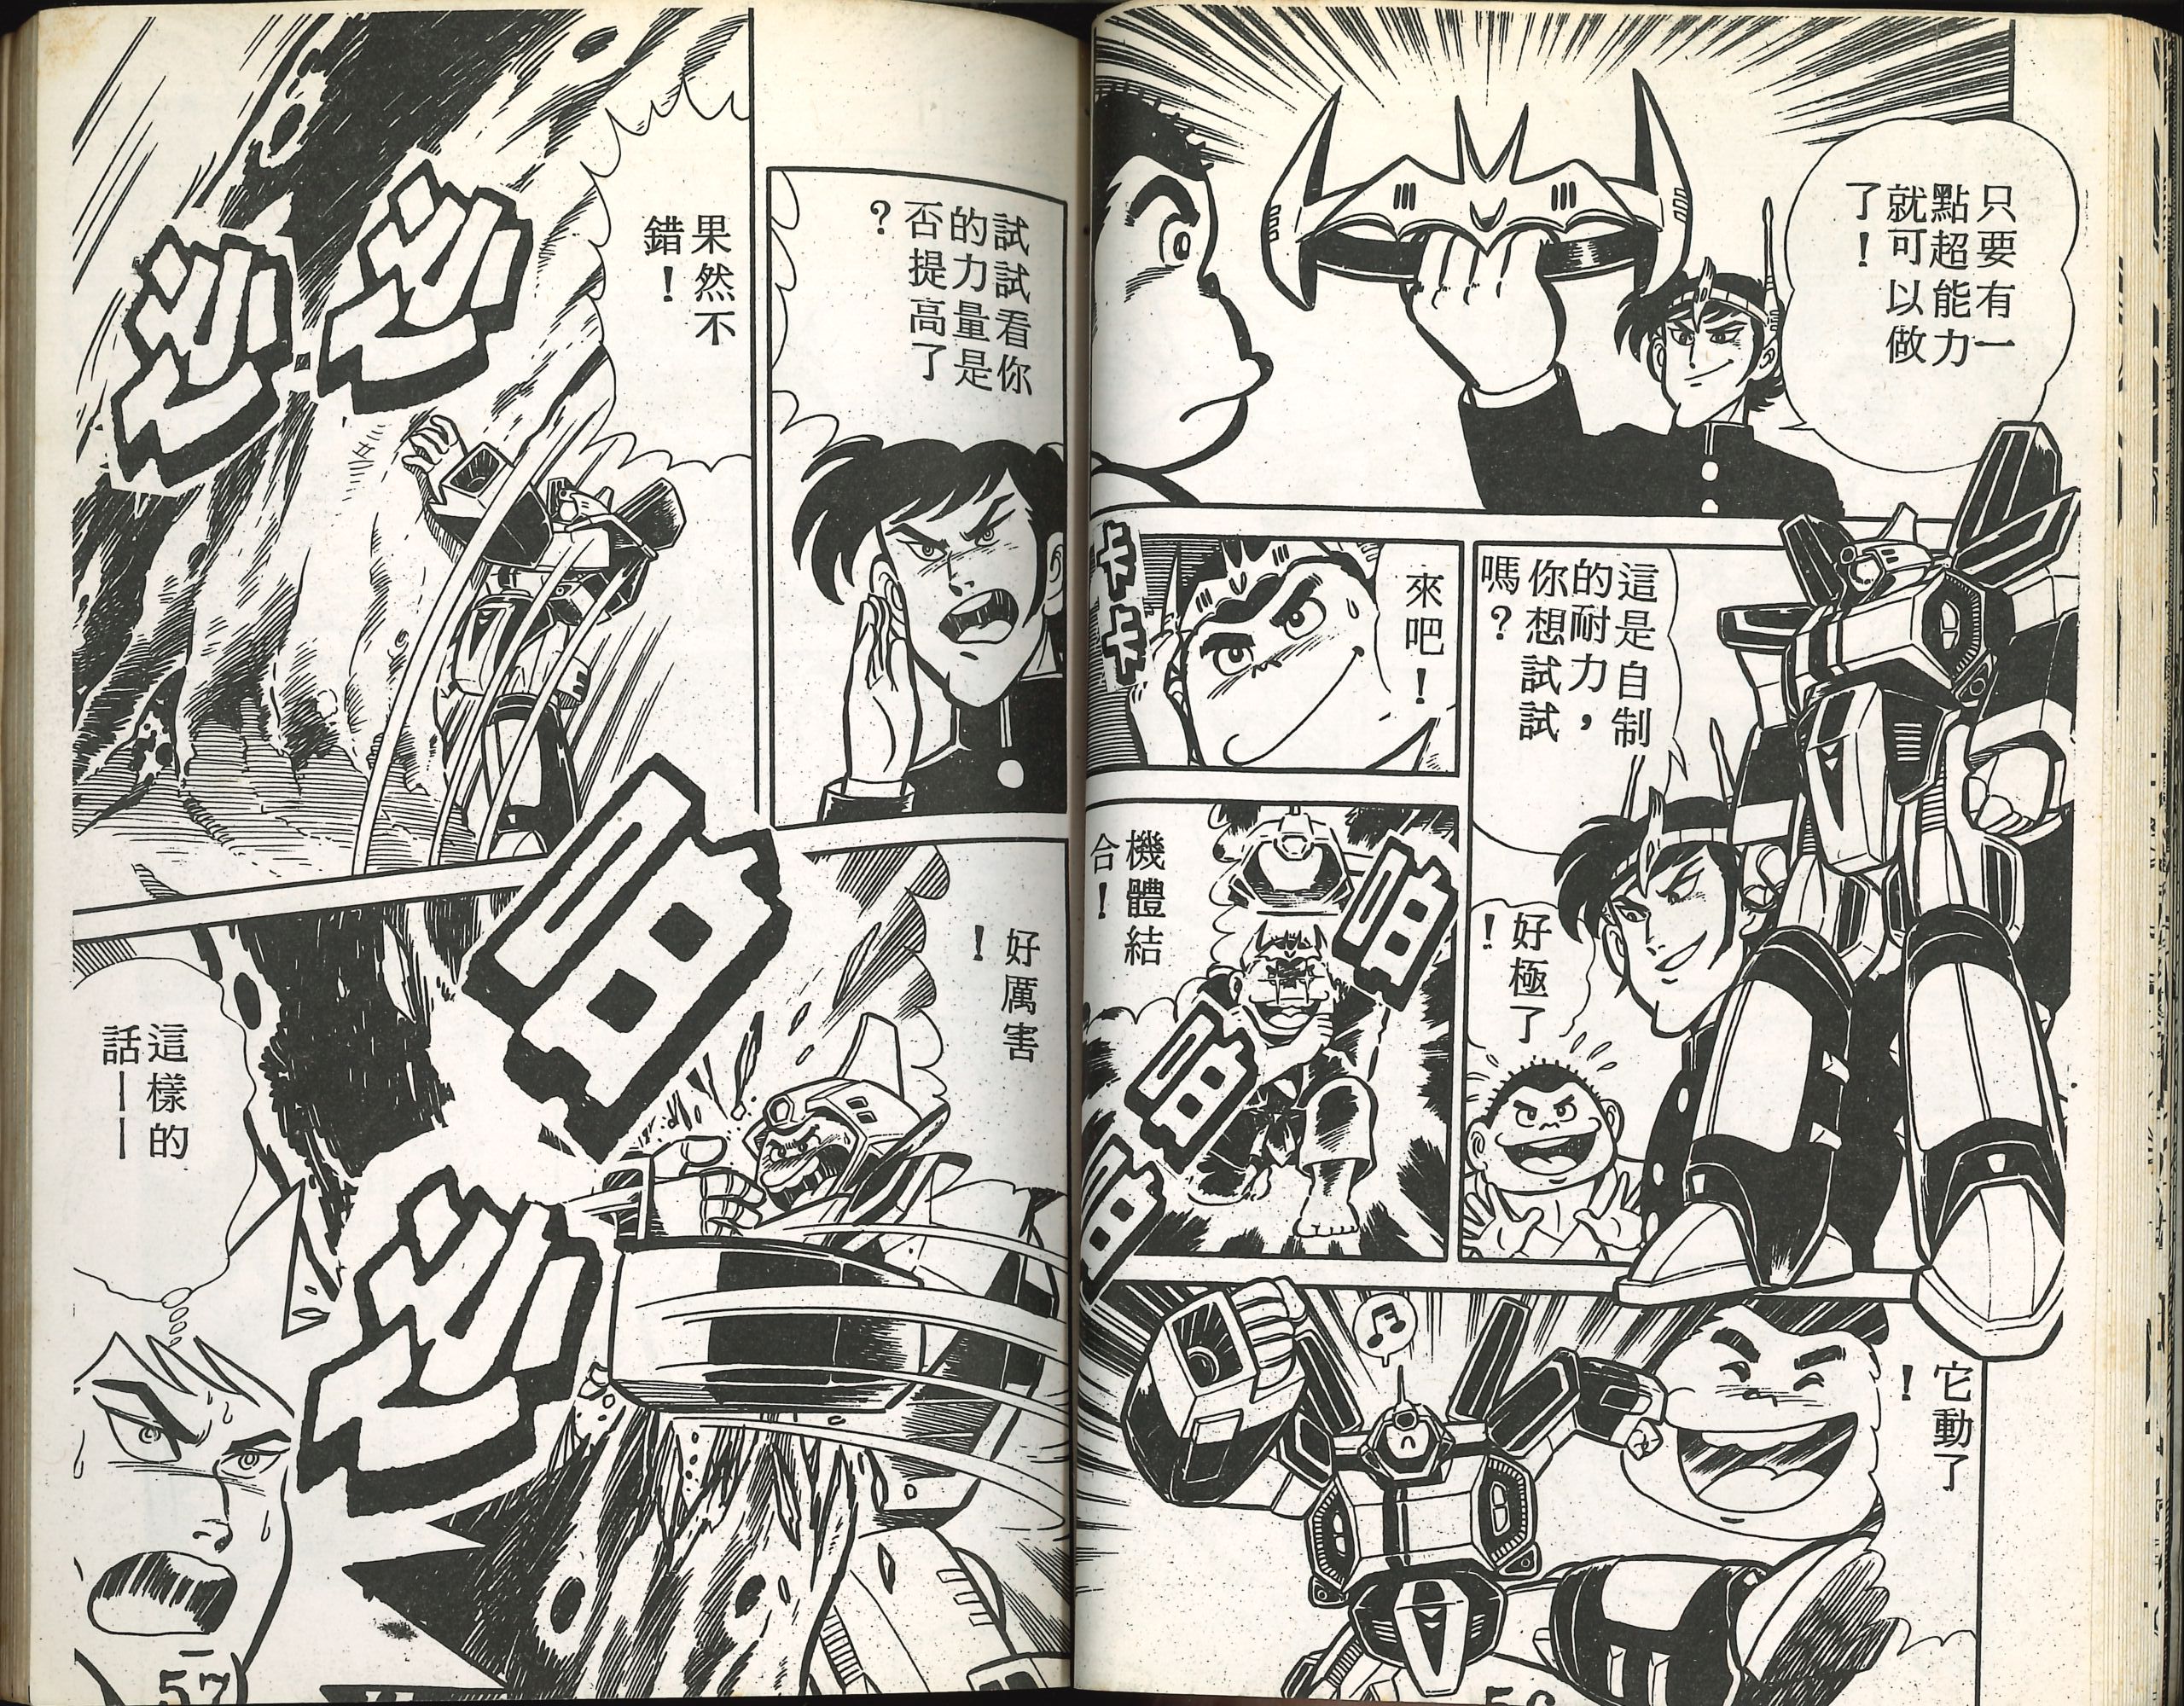 只要有一
點超能力
就可以做
了！
這是自制
的耐力，
你想試試
嗎？
好極了
！
來吧！
卡卡
機體結
合！
啪
啪
啪
它動了
！
56
試試看你
的力量是
否提高了
？
果然不
錯！
好厲害
！
這樣的
話——
57